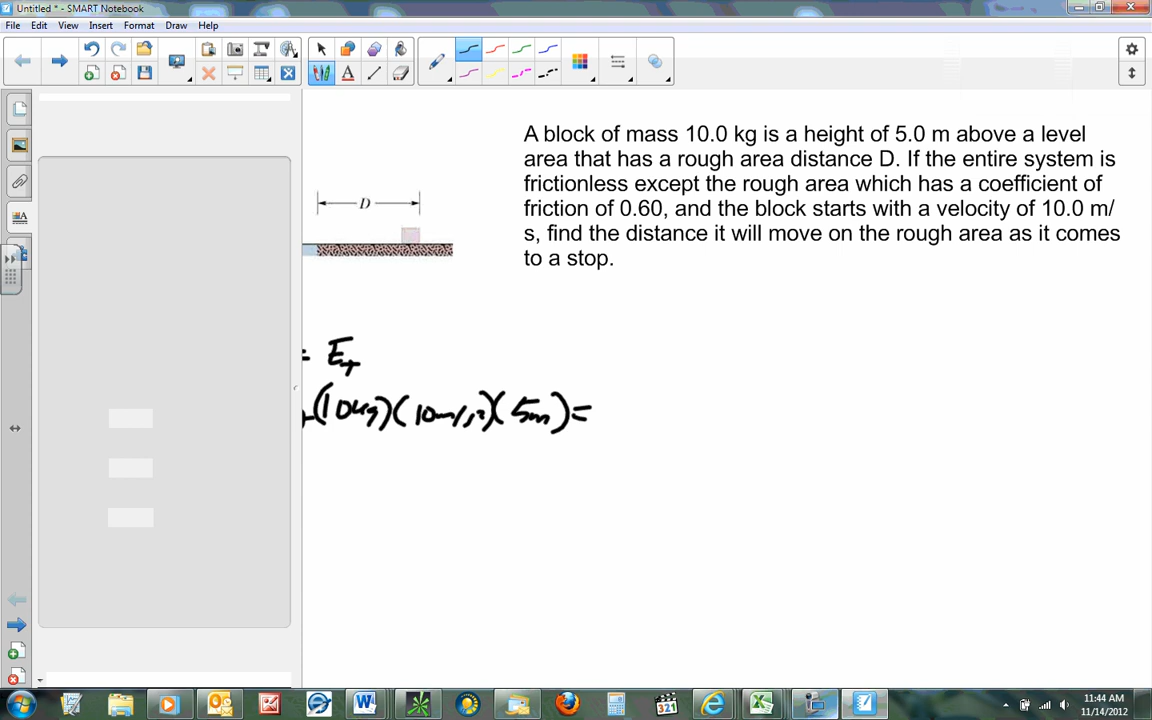 Untitled * - SMART Notebook
File Edit View Insert Format Draw Help
A block of mass 10.0 kg is a height of 5.0 m above a level
area that has a rough area distance D. If the entire system is
frictionless except the rough area which has a coefficient of
friction of 0.60, and the block starts with a velocity of 10.0 m/
s, find the distance it will move on the rough area as it comes
to a stop.
D
= E_T
+(10kg)(10m/s²)(5m)=
11:44 AM
11/14/2012